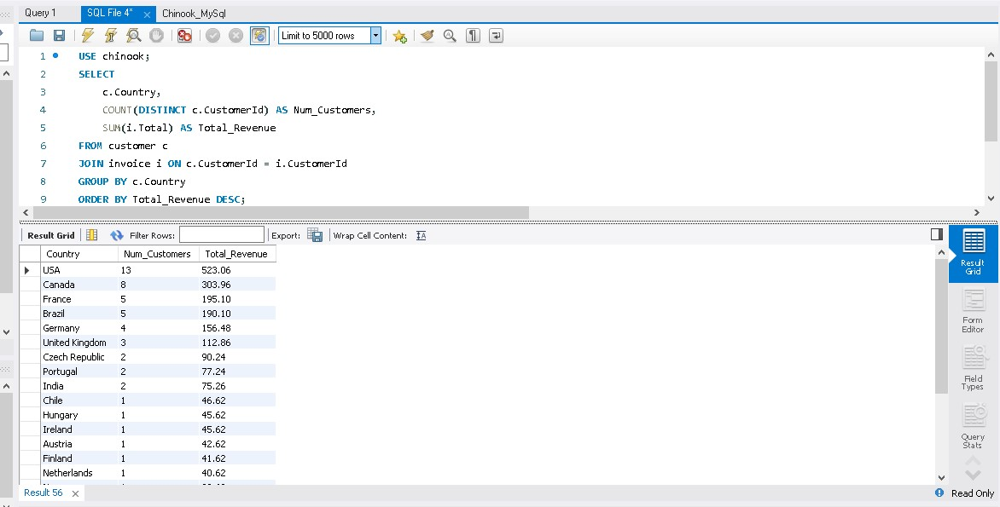 Query 1 SQL File 4* Chinook_MySql
Limit to 5000 rows
1 USE chinook;
2 SELECT
3 c.Country,
4 COUNT(DISTINCT c.CustomerId) AS Num_Customers,
5 SUM(i.Total) AS Total_Revenue
6 FROM customer c
7 JOIN invoice i ON c.CustomerId = i.CustomerId
8 GROUP BY c.Country
9 ORDER BY Total_Revenue DESC;
Result Grid Filter Rows: Export: Wrap Cell Content:
Country Num_Customers Total_Revenue
USA 13 523.06
Canada 8 303.96
France 5 195.10
Brazil 5 190.10
Germany 4 156.48
United Kingdom 3 112.86
Czech Republic 2 90.24
Portugal 2 77.24
India 2 75.26
Chile 1 46.62
Hungary 1 45.62
Ireland 1 45.62
Austria 1 42.62
Finland 1 41.62
Netherlands 1 40.62
Result
Grid
Form
Editor
Field
Types
Query
Stats
Result 56
Read Only